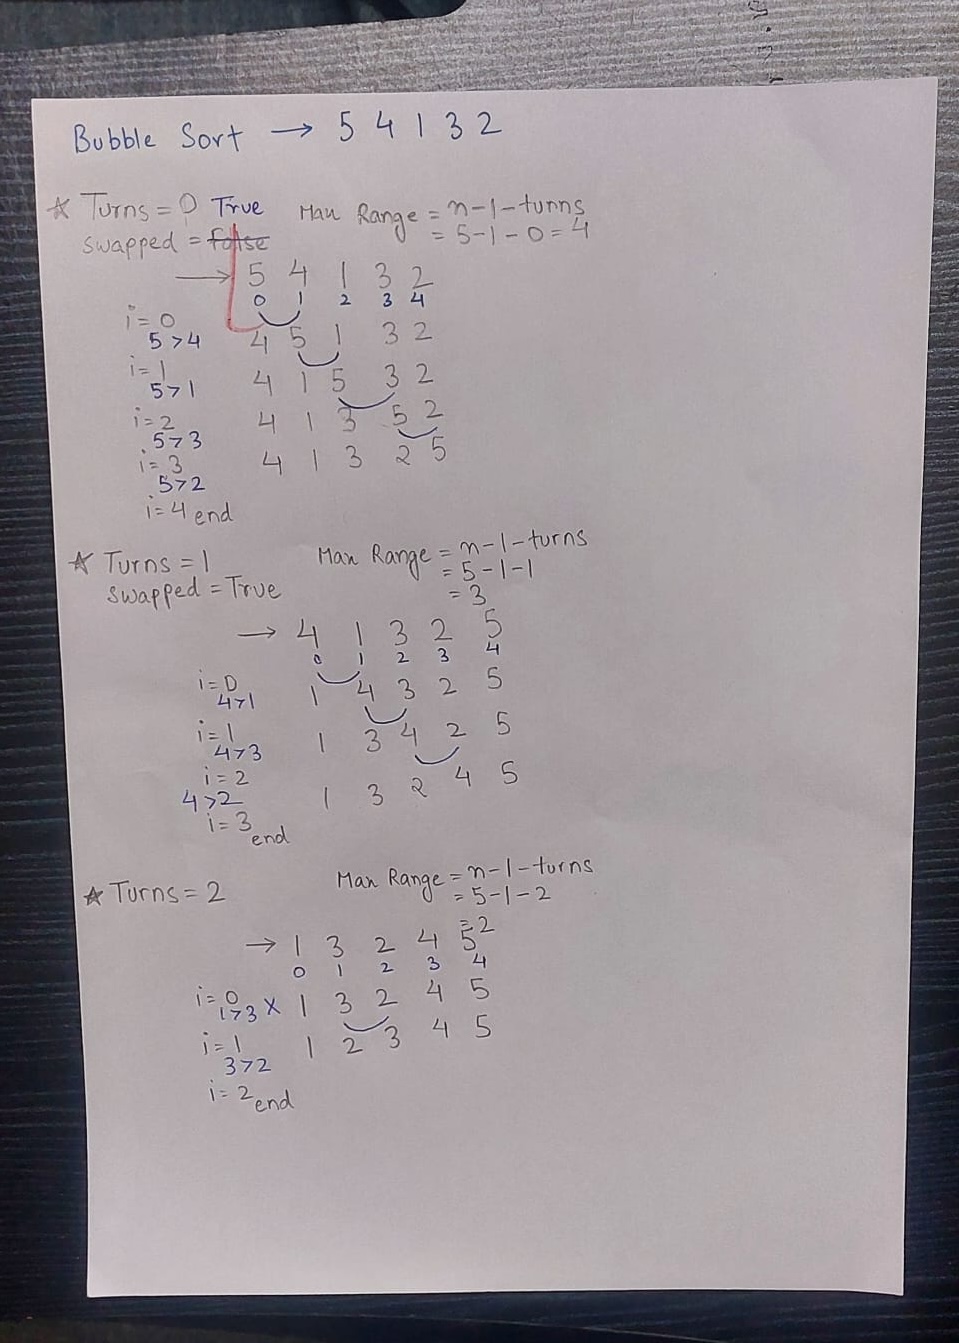 Bubble Sort → 5 4 1 3 2
☆ Turns = 0 True Max Range = n-1-turns
swapped = false = 5-1-0 = 4
→ 5 4 1 3 2
0 1 2 3 4
i = 0
5 > 4 4 5 1 3 2
i = 1
5 > 1 4 1 5 3 2
i = 2 4 1 3 5 2
5 > 3
i = 3 4 1 3 2 5
5 > 2
i = 4 end
☆ Turns = 1 Max Range = n-1-turns
swapped = True = 5-1-1
= 3
→ 4 1 3 2 5
0 1 2 3 4
i = 0 1 4 3 2 5
4 > 1
i = 1 1 3 4 2 5
4 > 3
i = 2
4 > 2 1 3 2 4 5
i = 3 end
☆ Turns = 2 Max Range = n-1-turns
= 5-1-2
= 2
→ 1 3 2 4 5
0 1 2 3 4
i = 0 1 3 2 4 5
1 > 3 X
i = 1 1 2 3 4 5
3 > 2
i = 2 end